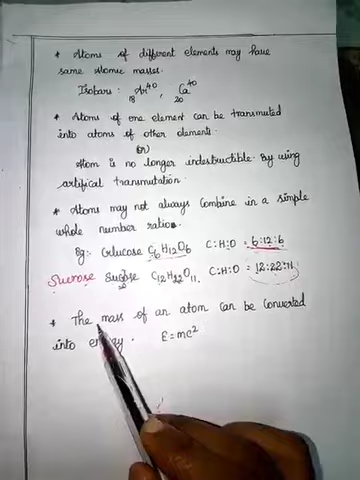 * Atoms of different elements may have
same atomic masses.
Isobars : ₁₈Ar⁴⁰, ₂₀Ca⁴⁰
* Atoms of one element can be transmuted
into atoms of other elements.
(or)
Atom is no longer indestructible. By using
artifical transmutation.
* Atoms may not always combine in a simple
whole number ratio.
Eg: Glucose C₆H₁₂O₆ C:H:O = 6:12:6
Sucrose C₁₂H₂₂O₁₁ C:H:O = 12:22:11
* The mass of an atom can be converted
into energy. E=mc²